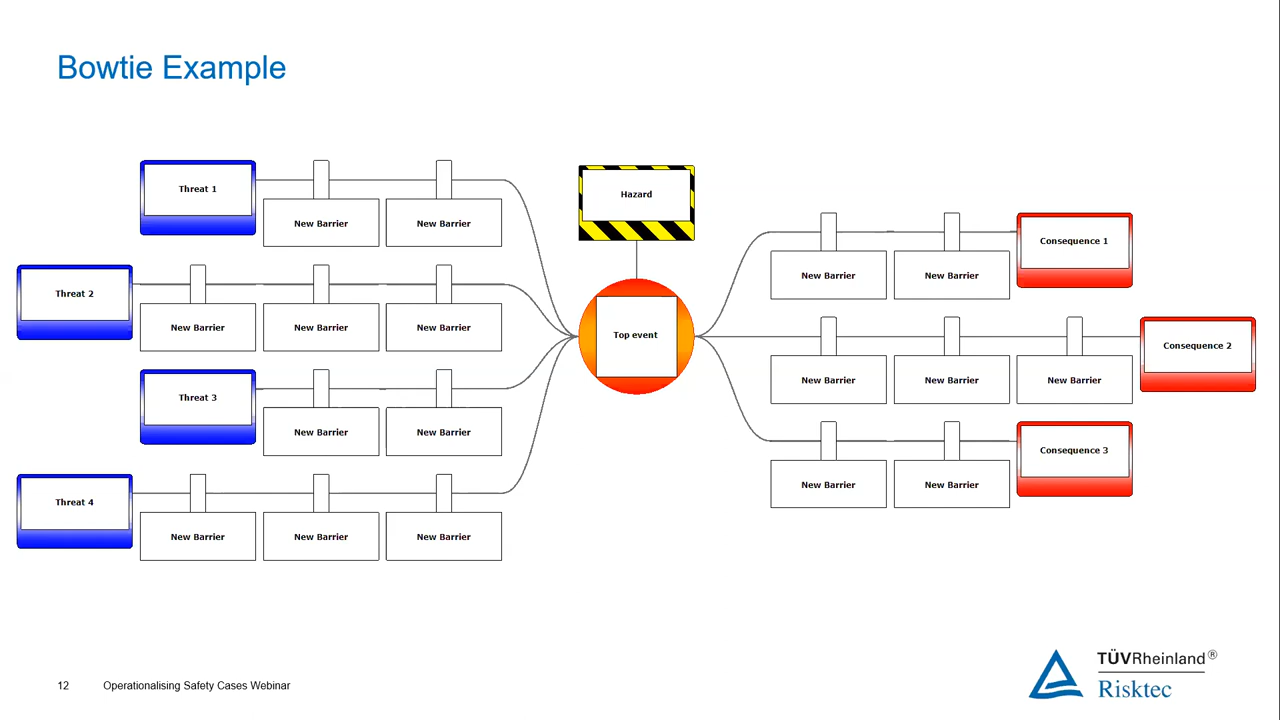 Bowtie Example
Threat 1
New Barrier
New Barrier
Threat 2
New Barrier
New Barrier
New Barrier
Threat 3
New Barrier
New Barrier
Threat 4
New Barrier
New Barrier
New Barrier
Hazard
Top event
New Barrier
New Barrier
Consequence 1
New Barrier
New Barrier
New Barrier
Consequence 2
New Barrier
New Barrier
Consequence 3
12
Operationalising Safety Cases Webinar
TÜVRheinland®
Risktec